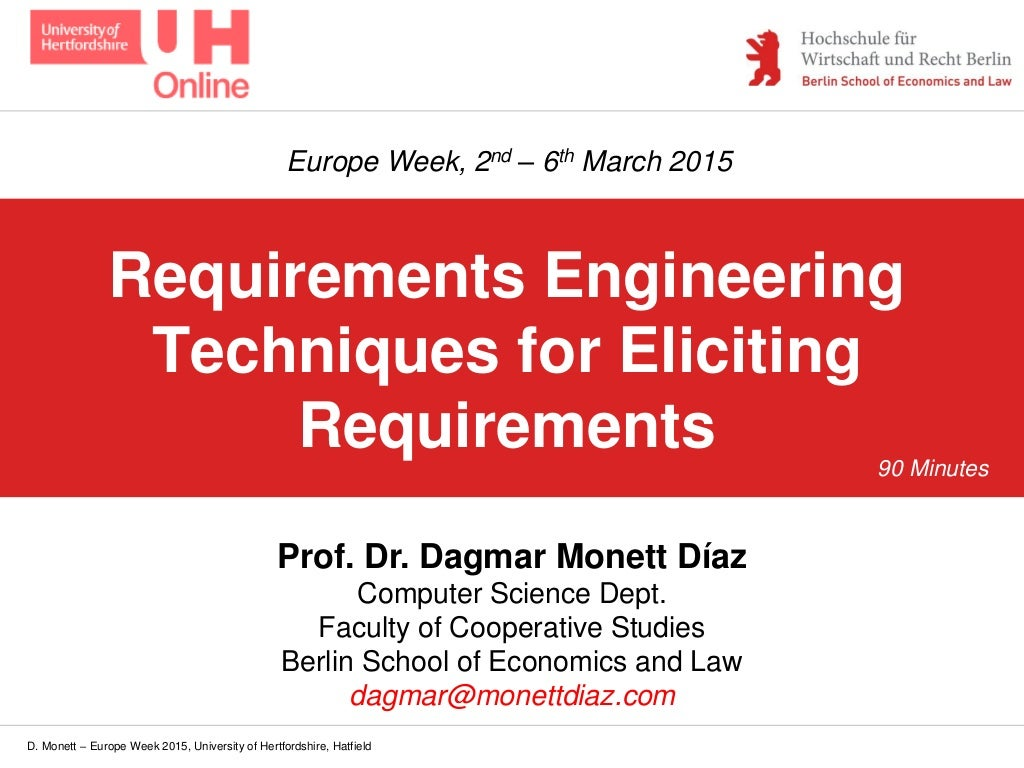 University of
Hertfordshire
UH
Online
Hochschule für
Wirtschaft und Recht Berlin
Berlin School of Economics and Law
Europe Week, 2nd – 6th March 2015
Requirements Engineering
Techniques for Eliciting
Requirements
90 Minutes
Prof. Dr. Dagmar Monett Díaz
Computer Science Dept.
Faculty of Cooperative Studies
Berlin School of Economics and Law
dagmar@monettdiaz.com
D. Monett – Europe Week 2015, University of Hertfordshire, Hatfield